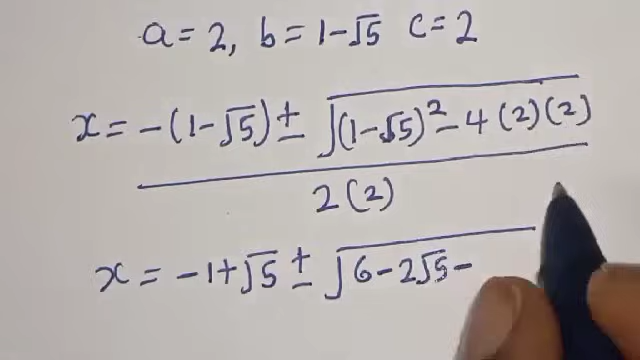 a = 2, b = 1 - √5 c = 2
x = -(1 - √5) ± √(1 - √5)² - 4 (2) (2)
2 (2)
x = -1 + √5 ± √6 - 2√5 -